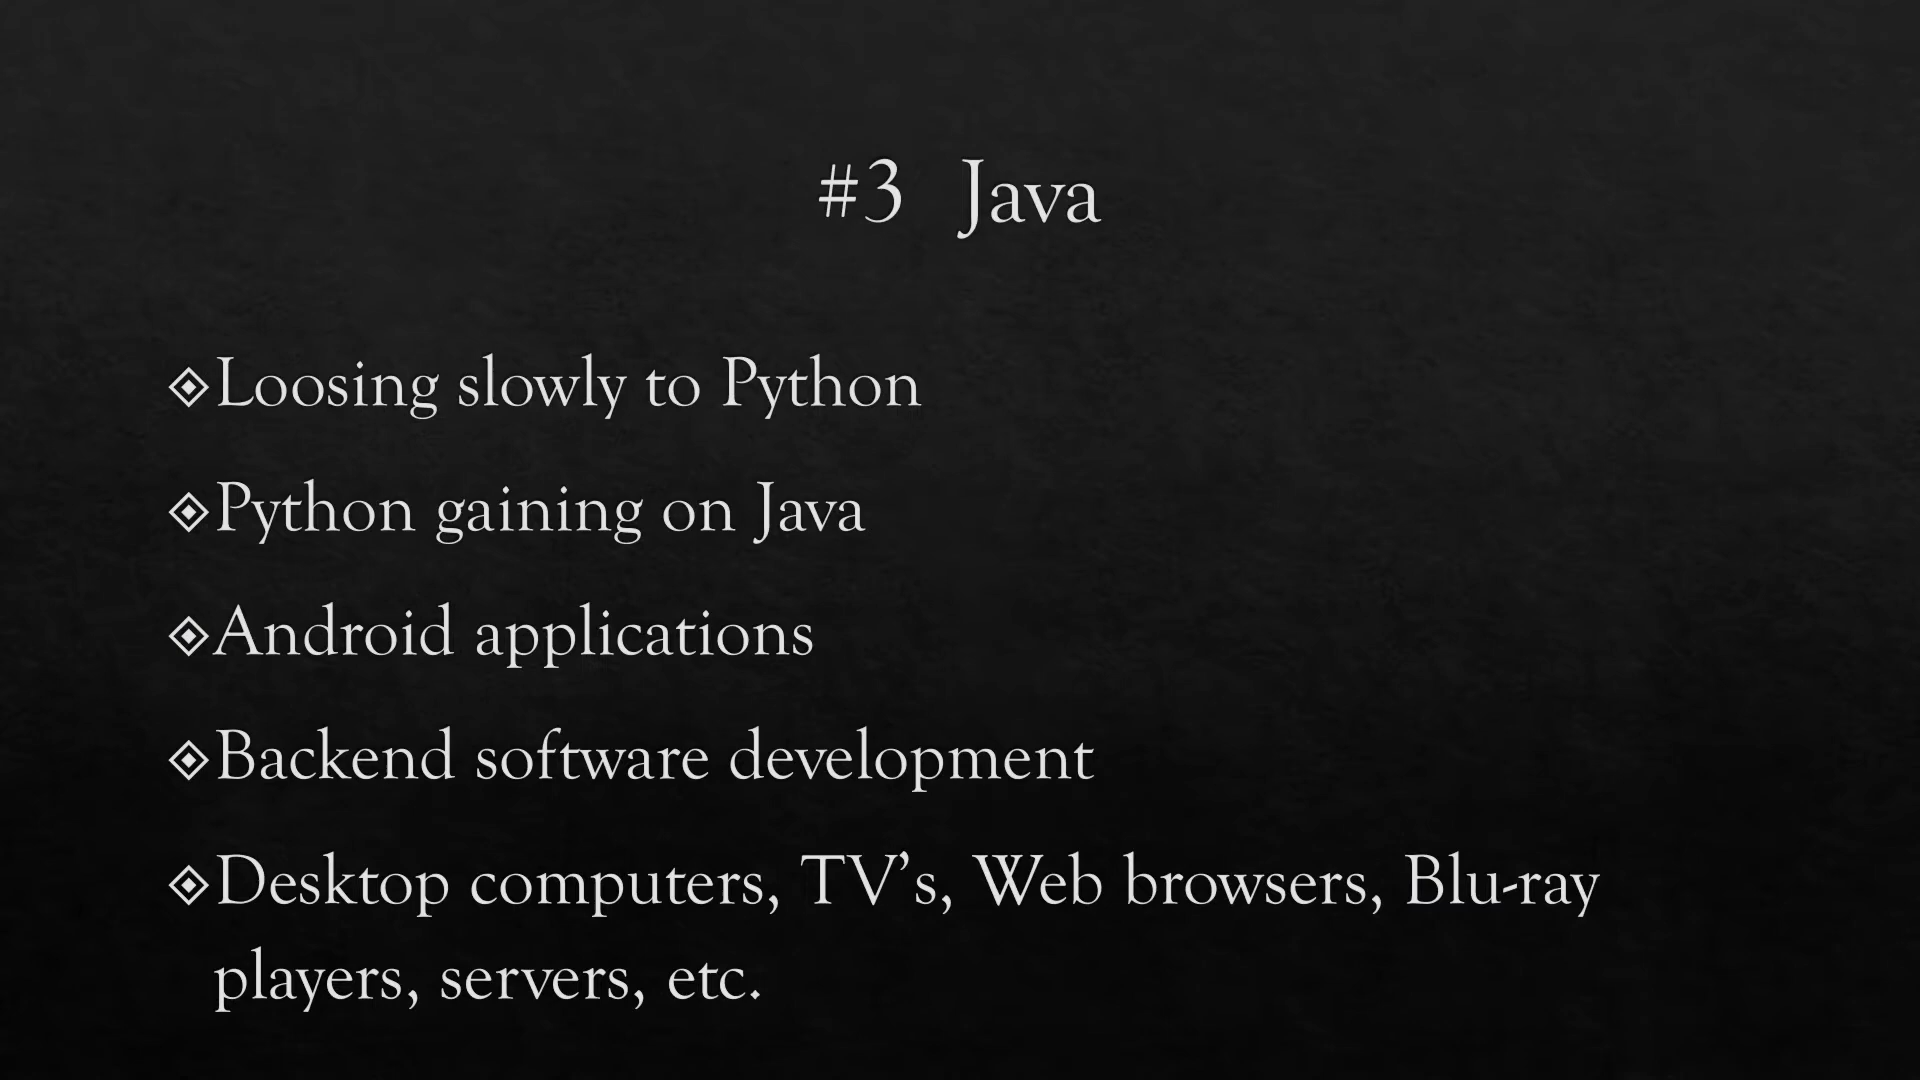 #3 Java
Loosing slowly to Python
Python gaining on Java
Android applications
Backend software development
Desktop computers, TV’s, Web browsers, Blu-ray
players, servers, etc.